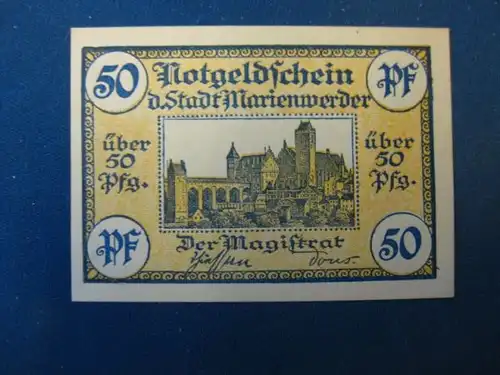 50 Notgeldschein Pf
d. Stadt Marienwerder
über
50
Pfg.
über
50
Pfg.
Der Magistrat
Pf 50